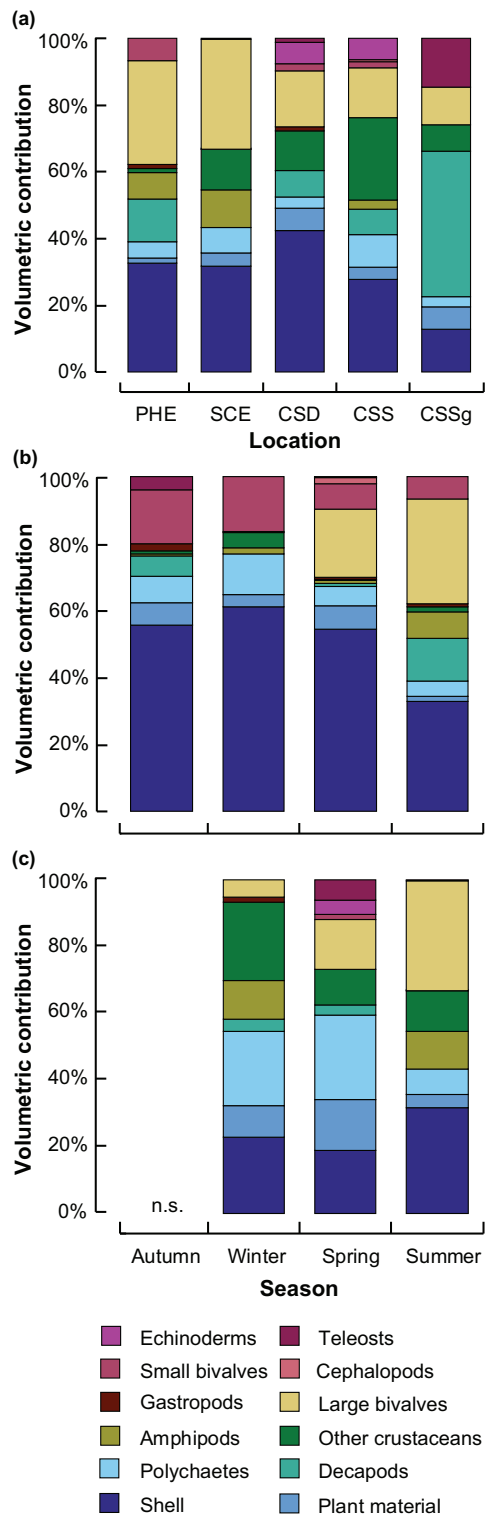 (a)
100%
80%
60%
40%
20%
0%
Volumetric contribution
PHE SCE CSD CSS CSSg
Location
(b)
100%
80%
60%
40%
20%
0%
Volumetric contribution
(c)
100%
80%
60%
40%
20%
0%
Volumetric contribution
n.s.
Autumn Winter Spring Summer
Season
Echinoderms Teleosts
Small bivalves Cephalopods
Gastropods Large bivalves
Amphipods Other crustaceans
Polychaetes Decapods
Shell Plant material